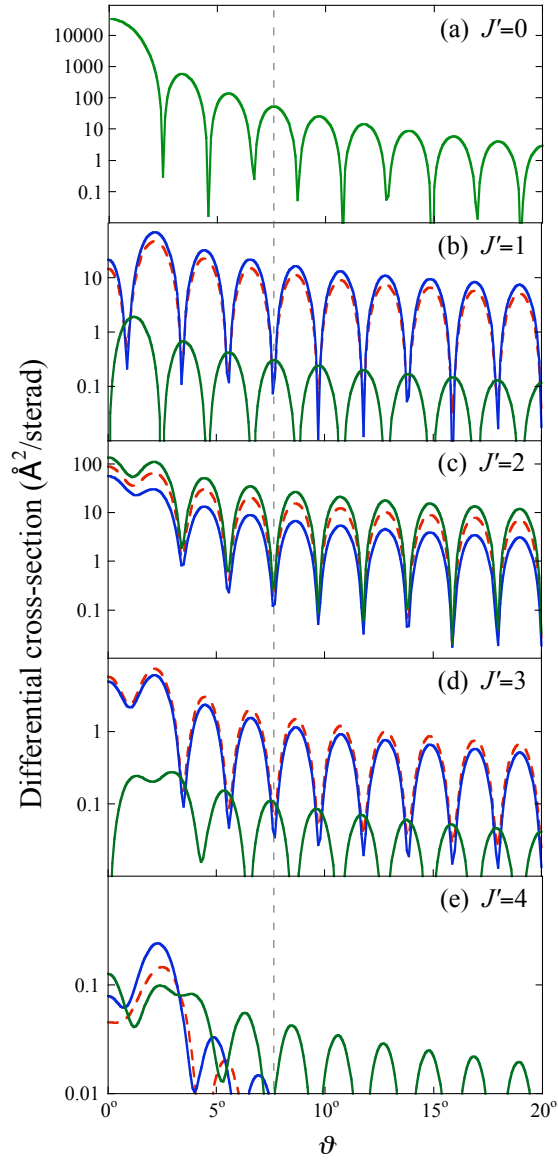 Differential cross-section (Å²/sterad)
(a) J′=0
10000
1000
100
10
1
0.1
(b) J′=1
10
1
0.1
(c) J′=2
100
10
1
0.1
(d) J′=3
1
0.1
(e) J′=4
0.1
0.01
0° 5° 10° 15° 20°
ϑ